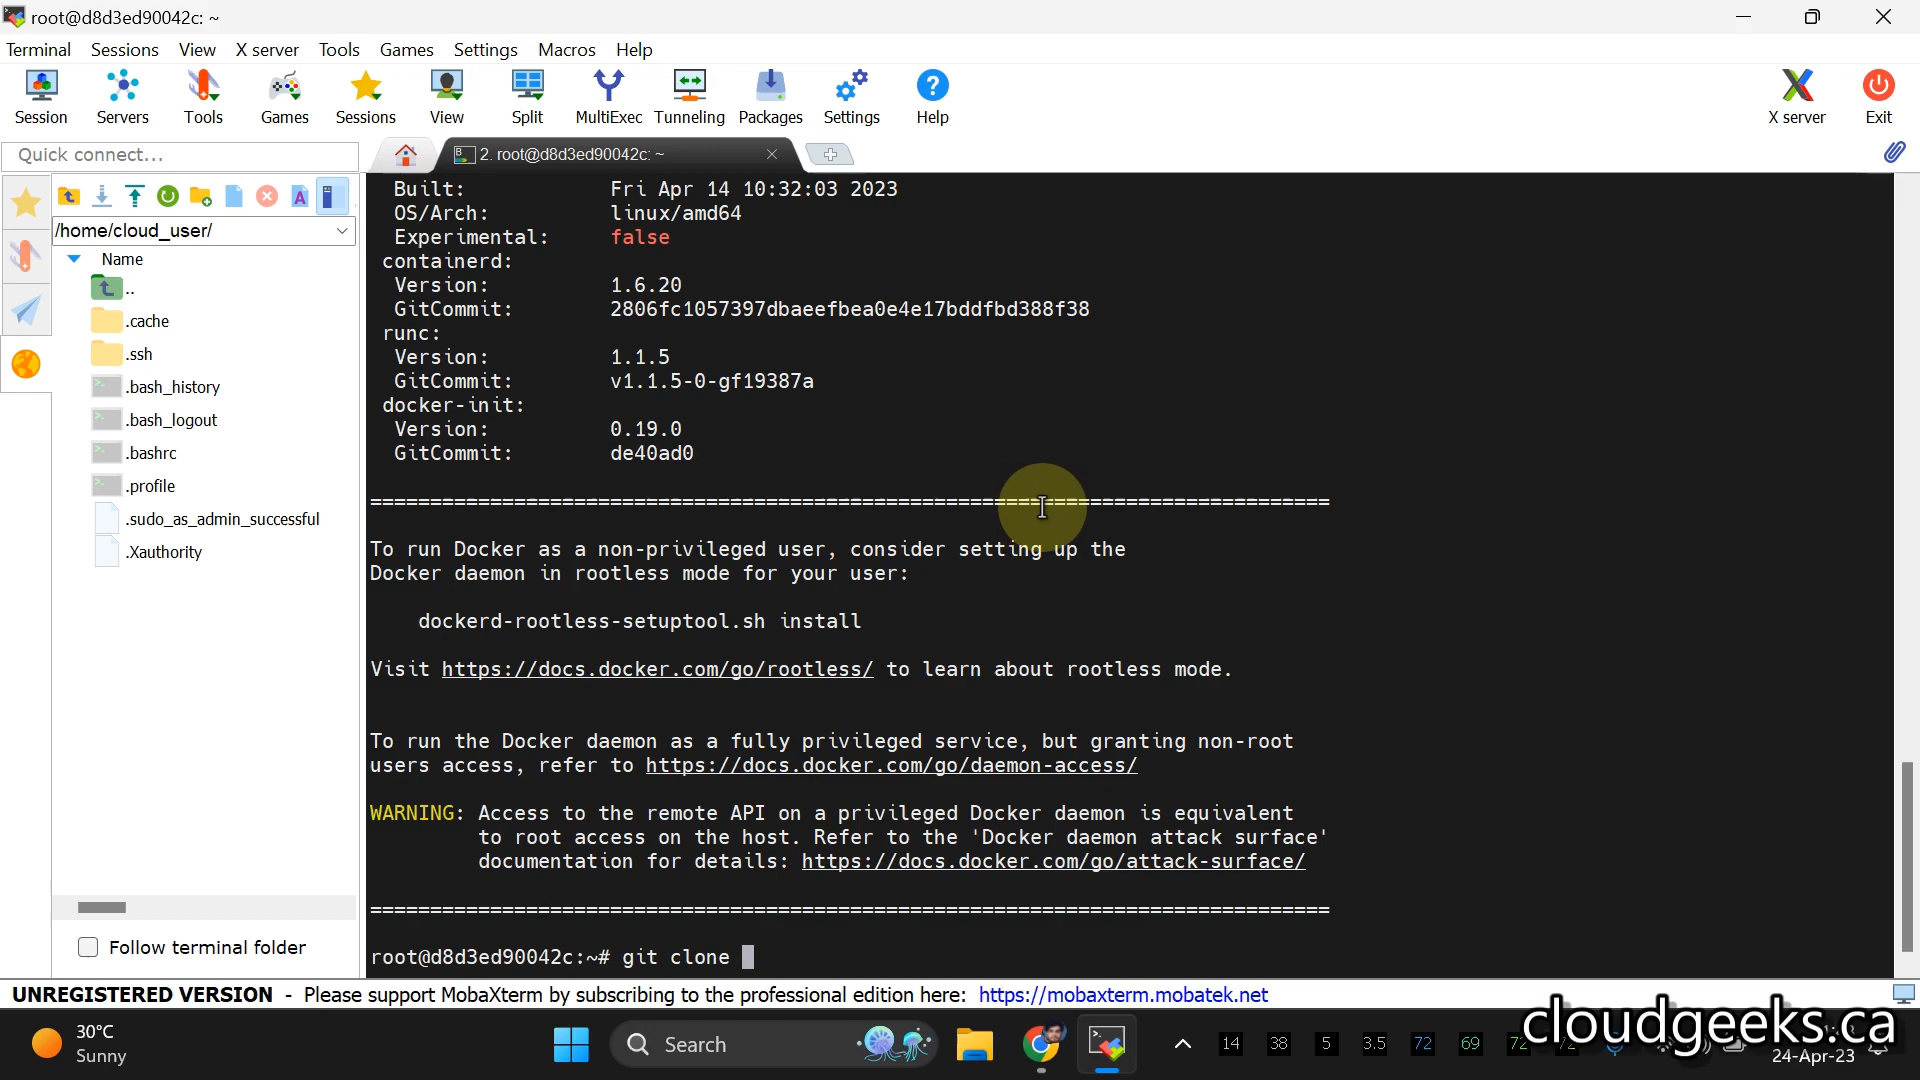 root@d8d3ed90042c: ~
Terminal Sessions View X server Tools Games Settings Macros Help
Session Servers Tools Games Sessions View Split MultiExec Tunneling Packages Settings Help X server Exit
Quick connect...
2. root@d8d3ed90042c: ~
/home/cloud_user/
Name
..
.cache
.ssh
.bash_history
.bash_logout
.bashrc
.profile
.sudo_as_admin_successful
.Xauthority
Follow terminal folder
Built: Fri Apr 14 10:32:03 2023
OS/Arch: linux/amd64
Experimental: false
containerd:
Version: 1.6.20
GitCommit: 2806fc1057397dbaeefbea0e4e17bddfbd388f38
runc:
Version: 1.1.5
GitCommit: v1.1.5-0-gf19387a
docker-init:
Version: 0.19.0
GitCommit: de40ad0
================================================================================
To run Docker as a non-privileged user, consider setting up the
Docker daemon in rootless mode for your user:
dockerd-rootless-setuptool.sh install
Visit https://docs.docker.com/go/rootless/ to learn about rootless mode.
To run the Docker daemon as a fully privileged service, but granting non-root
users access, refer to https://docs.docker.com/go/daemon-access/
WARNING: Access to the remote API on a privileged Docker daemon is equivalent
to root access on the host. Refer to the 'Docker daemon attack surface'
documentation for details: https://docs.docker.com/go/attack-surface/
================================================================================
root@d8d3ed90042c:~# git clone
UNREGISTERED VERSION - Please support MobaXterm by subscribing to the professional edition here: https://mobaxterm.mobatek.net
cloudgeeks.ca
30°C
Sunny
Search
14 38 5 3.5 72 69 72
24-Apr-23